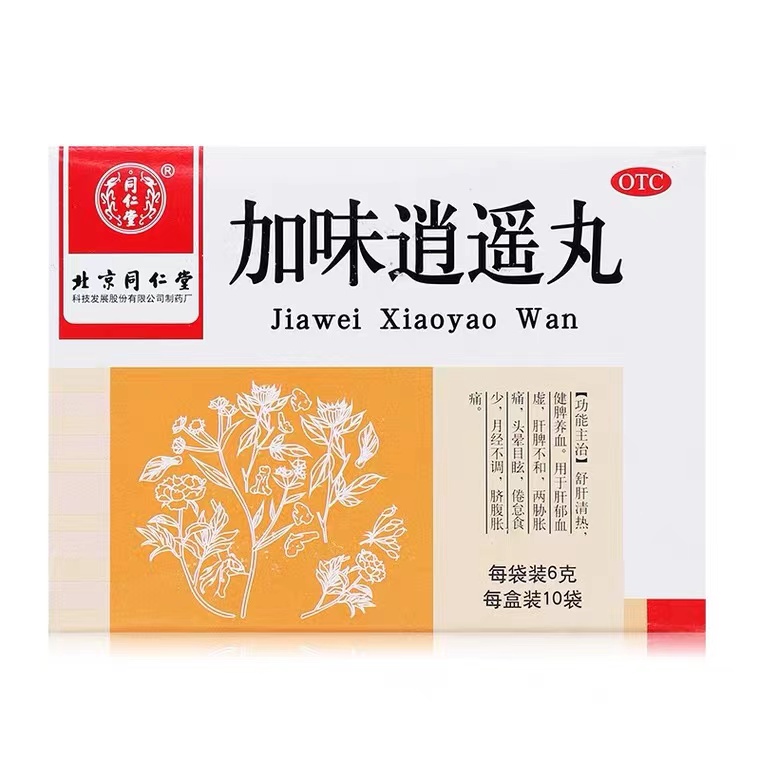 同仁堂
®
北京同仁堂
科技发展股份有限公司制药厂
OTC
加味逍遥丸
Jiawei Xiaoyao Wan
【功能主治】舒肝清热，
健脾养血。用于肝郁血
虚，肝脾不和，两胁胀
痛，头晕目眩，倦怠食
少，月经不调，脐腹胀
痛。
每袋装6克
每盒装10袋